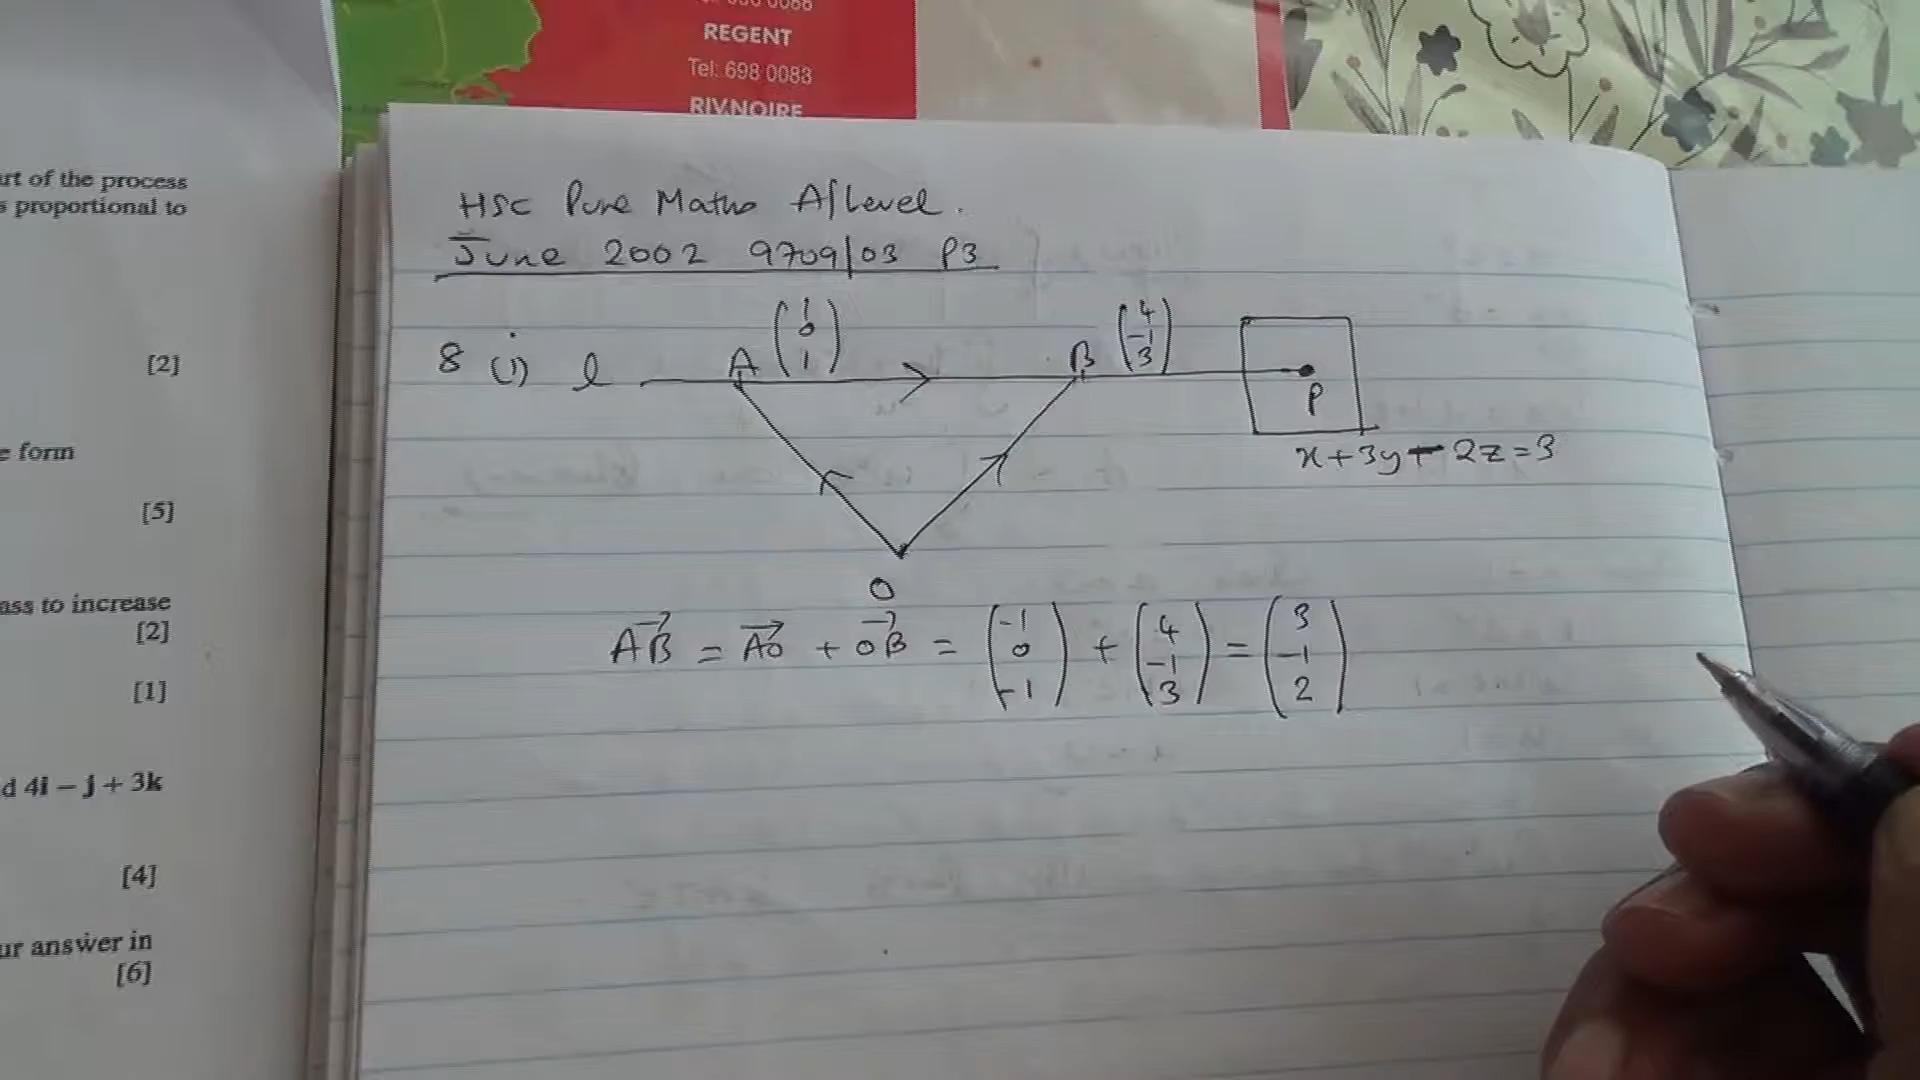 REGENT
Tel: 698 0083
RIVNOIRE
art of the process
s proportional to
[2]
e form
[5]
ass to increase
[2]
[1]
d 4i – j + 3k
[4]
ur answer in
[6]
HSC Pure Maths A/Level.
June 2002 9709/03 P3
8 (i) l A (1 0 1) B (4 -1 3)
P
x+3y-2z=3
O
AB = AO + OB = (-1 0 -1) + (4 -1 3) = (3 -1 2)